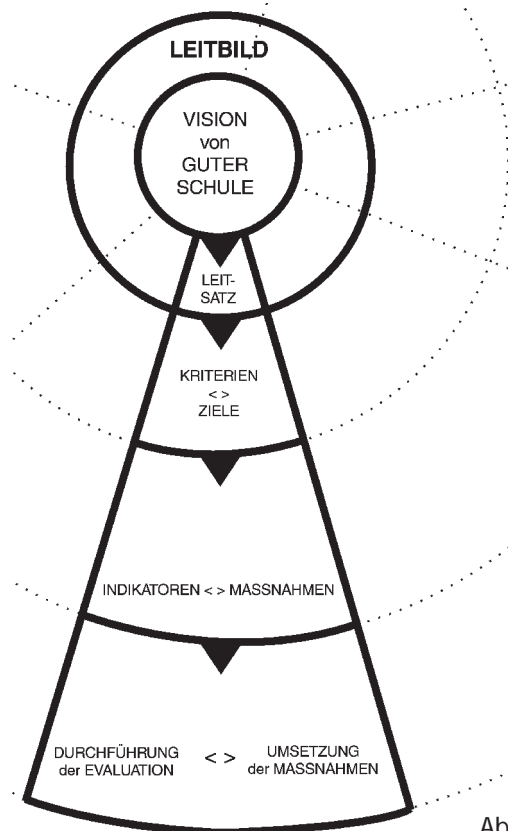 LEITBILD
VISION
von
GUTER
SCHULE
LEIT-
SATZ
KRITERIEN
< >
ZIELE
INDIKATOREN < > MASSNAHMEN
DURCHFÜHRUNG < > UMSETZUNG
der EVALUATION der MASSNAHMEN
Ab